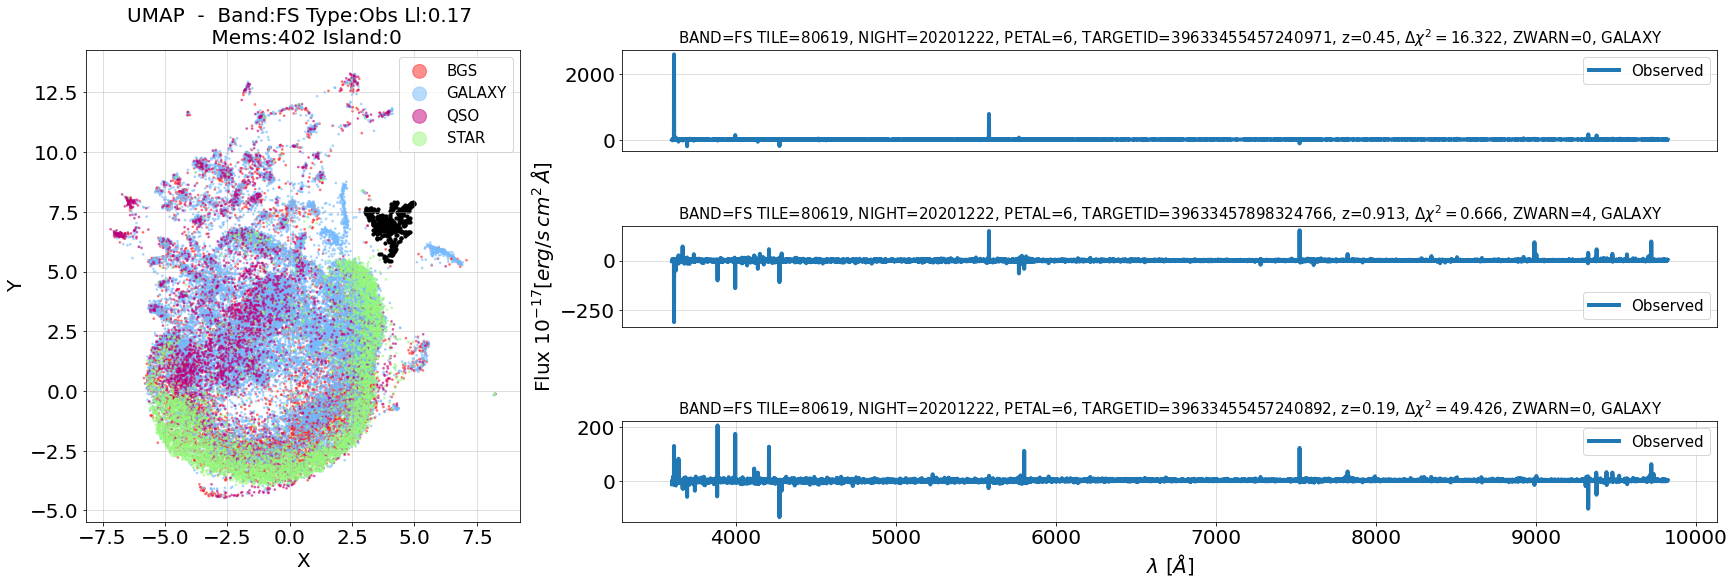 UMAP - Band:FS Type:Obs Ll:0.17
Mems:402 Island:0
BGS
GALAXY
QSO
STAR
12.5
10.0
7.5
5.0
2.5
0.0
−2.5
−5.0
Y
−7.5 −5.0 −2.5 0.0 2.5 5.0 7.5
X
Flux 10^{-17}[erg/s cm^2 Å]
BAND=FS TILE=80619, NIGHT=20201222, PETAL=6, TARGETID=39633455457240971, z=0.45, Δχ² = 16.322, ZWARN=0, GALAXY
Observed
2000
0
BAND=FS TILE=80619, NIGHT=20201222, PETAL=6, TARGETID=39633457898324766, z=0.913, Δχ² = 0.666, ZWARN=4, GALAXY
0
−250
Observed
BAND=FS TILE=80619, NIGHT=20201222, PETAL=6, TARGETID=39633455457240892, z=0.19, Δχ² = 49.426, ZWARN=0, GALAXY
Observed
200
0
4000 5000 6000 7000 8000 9000 10000
λ [Å]